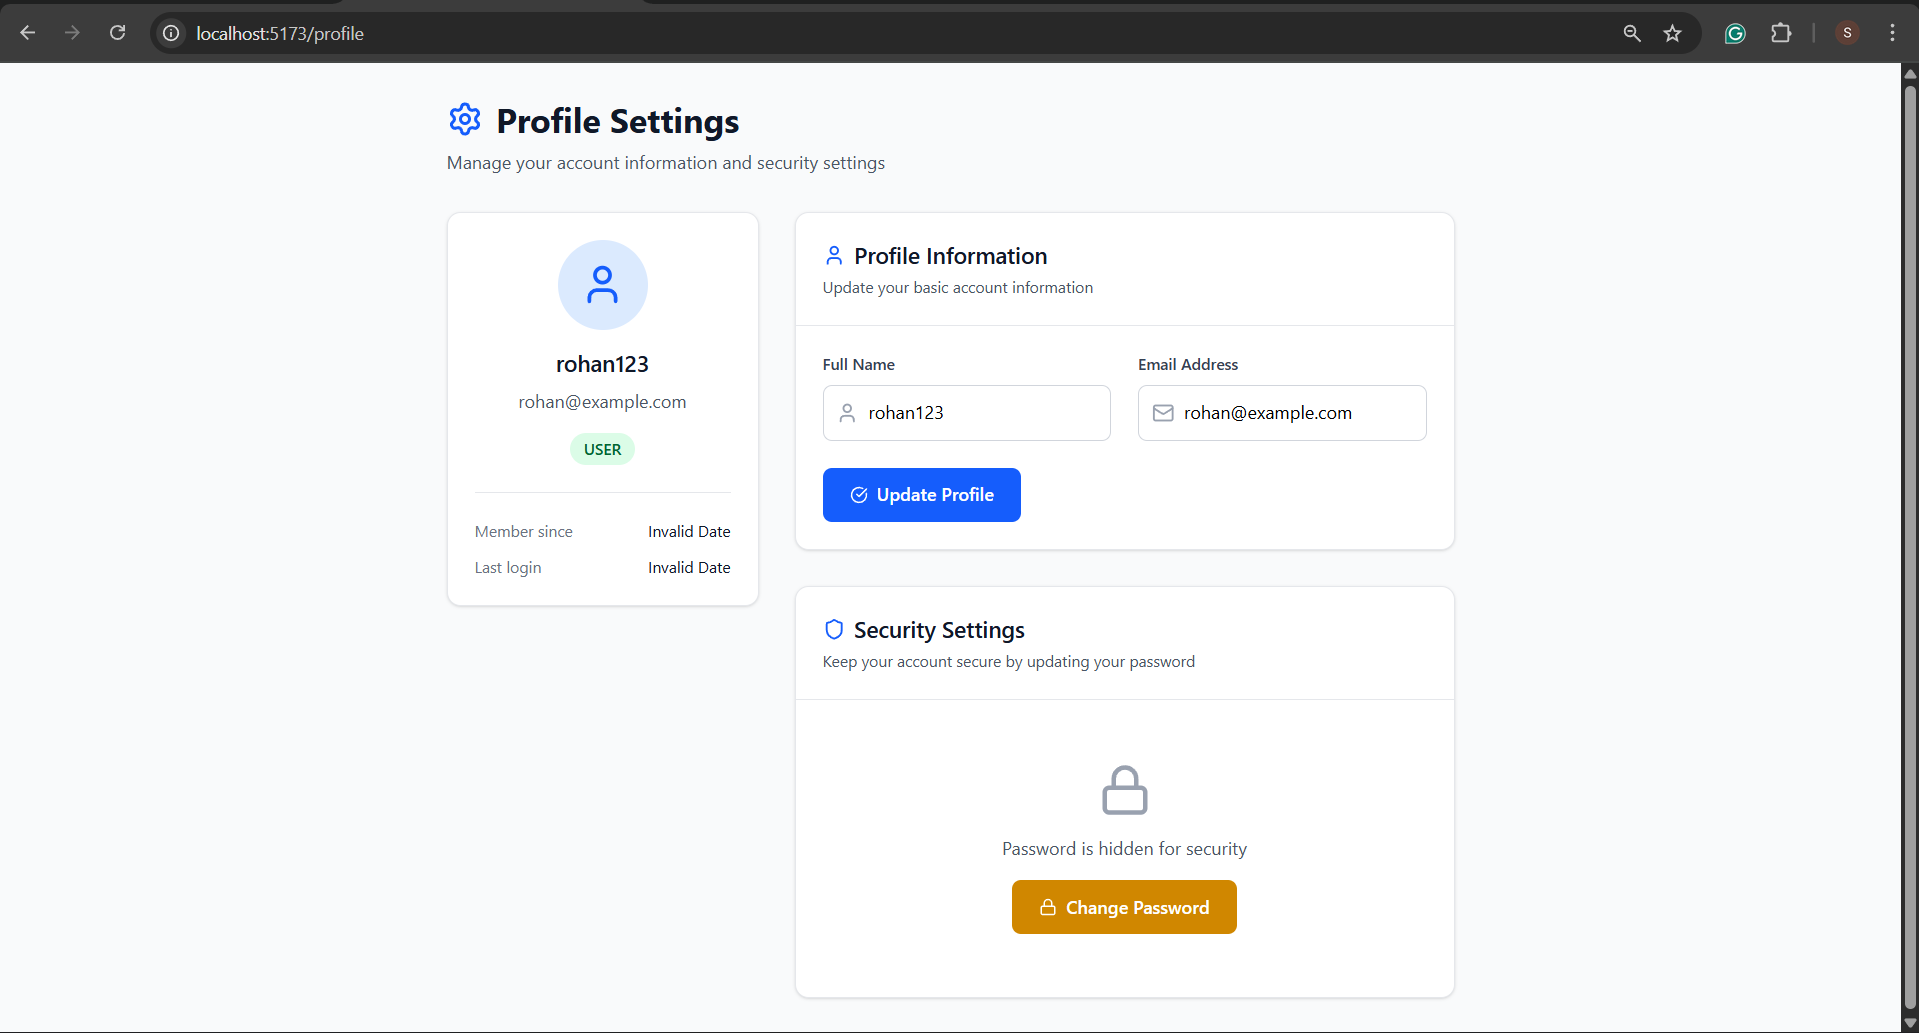 localhost:5173/profile
S
Profile Settings
Manage your account information and security settings
rohan123
rohan@example.com
USER
Member since Invalid Date
Last login Invalid Date
Profile Information
Update your basic account information
Full Name Email Address
rohan123 rohan@example.com
Update Profile
Security Settings
Keep your account secure by updating your password
Password is hidden for security
Change Password